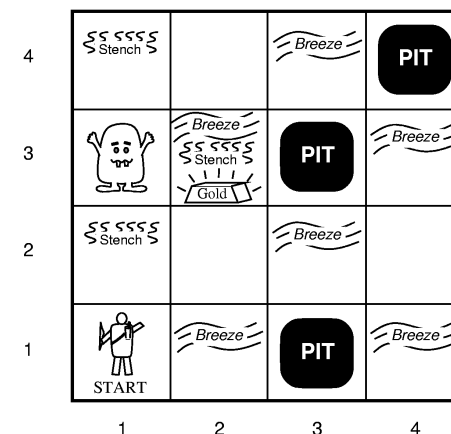 4
Stench
Breeze
PIT
3
Breeze
Stench
Gold
PIT
Breeze
2
Stench
Breeze
1
START
Breeze
PIT
Breeze
1 2 3 4